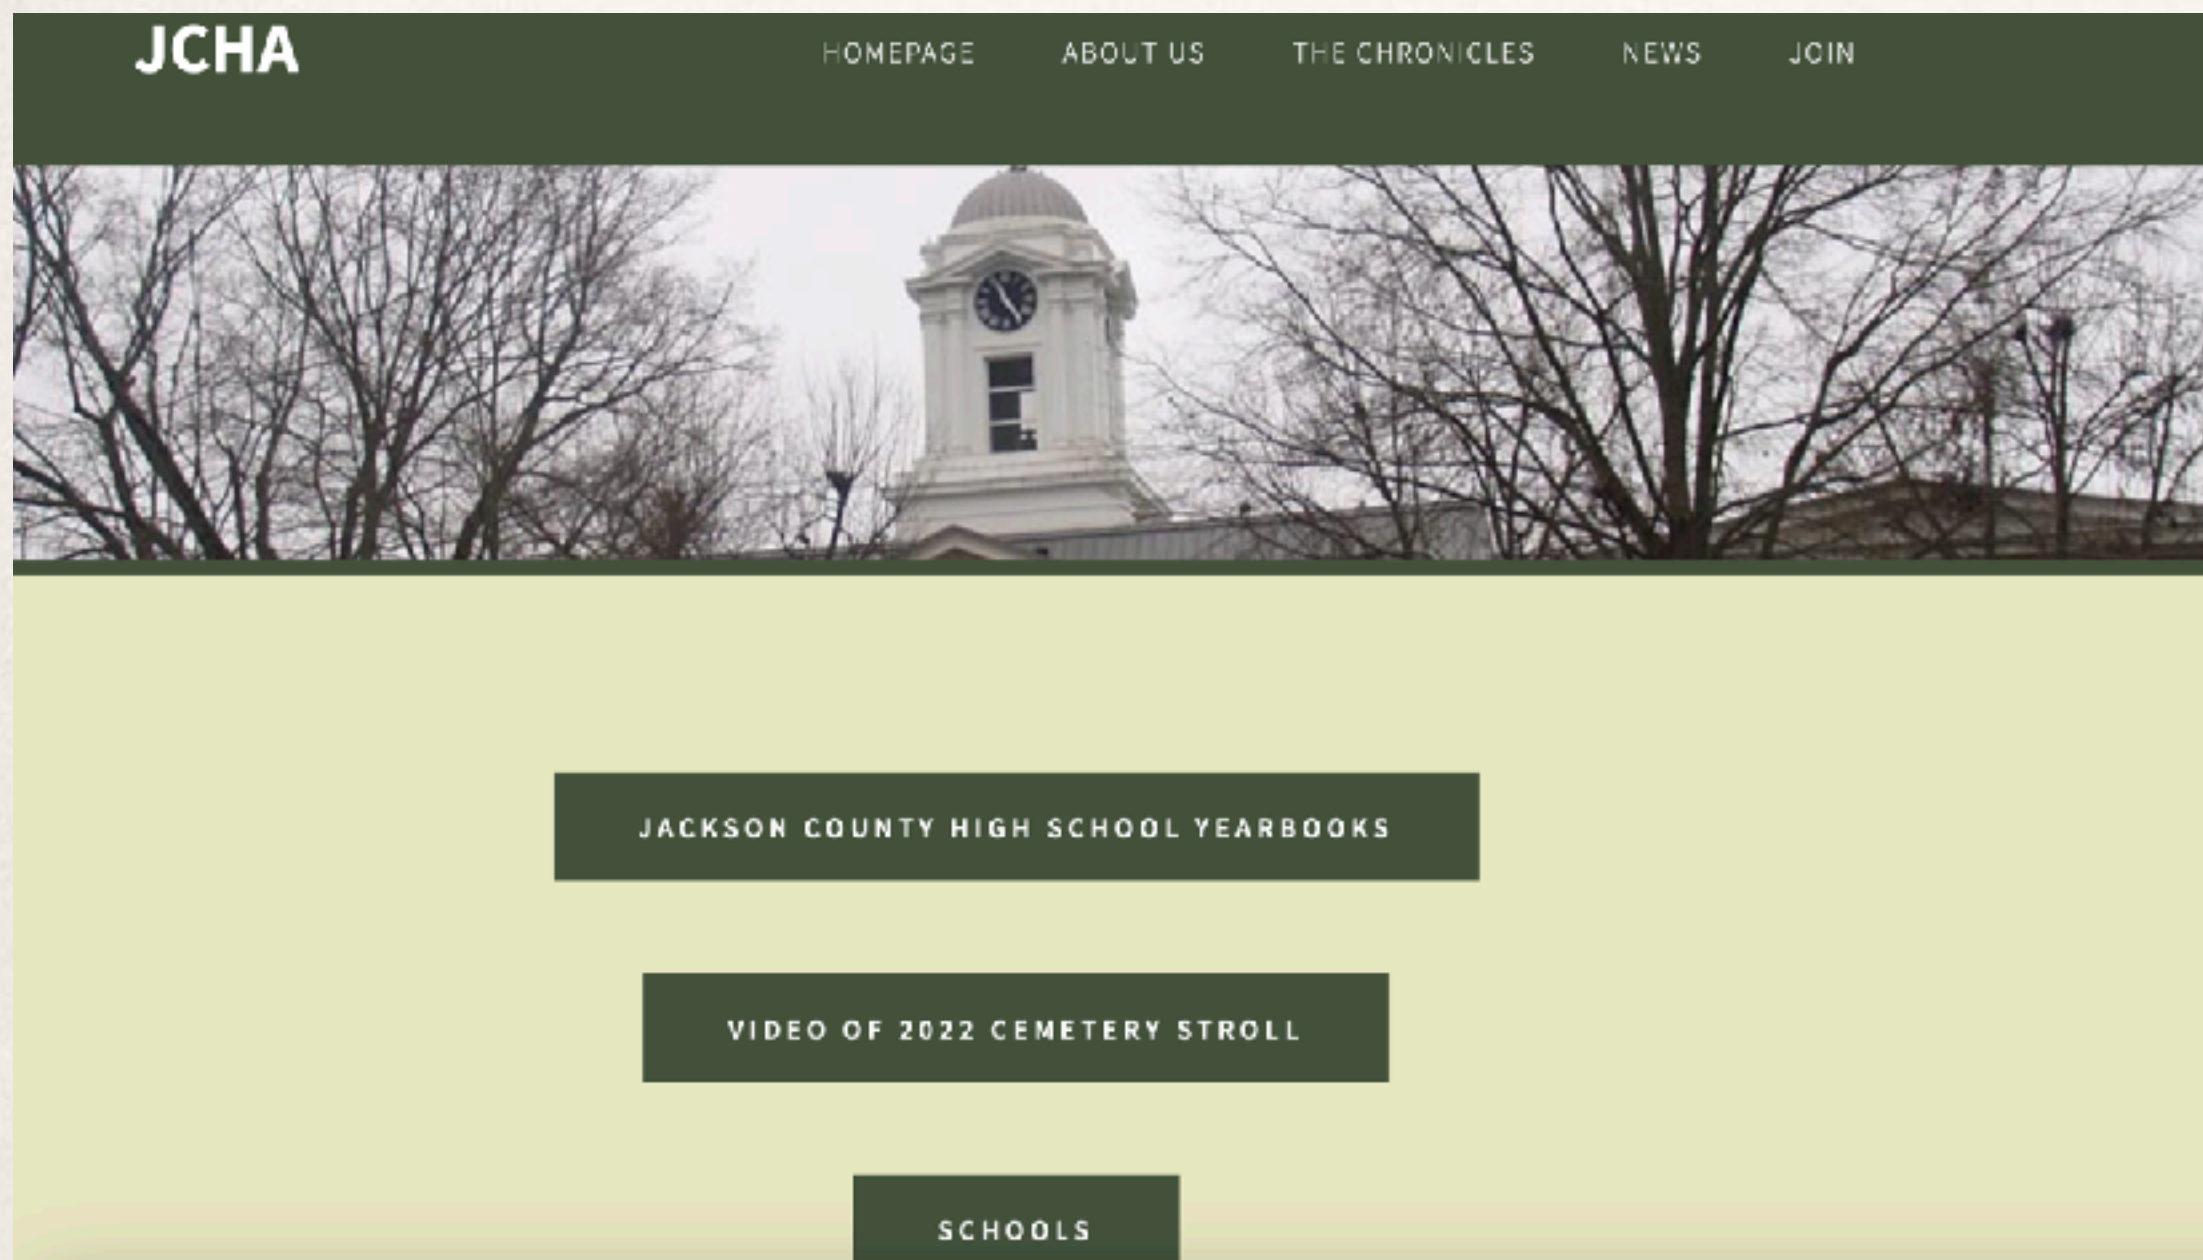 JCHA
HOMEPAGE ABOUT US THE CHRONICLES NEWS JOIN
JACKSON COUNTY HIGH SCHOOL YEARBOOKS
VIDEO OF 2022 CEMETERY STROLL
SCHOOLS